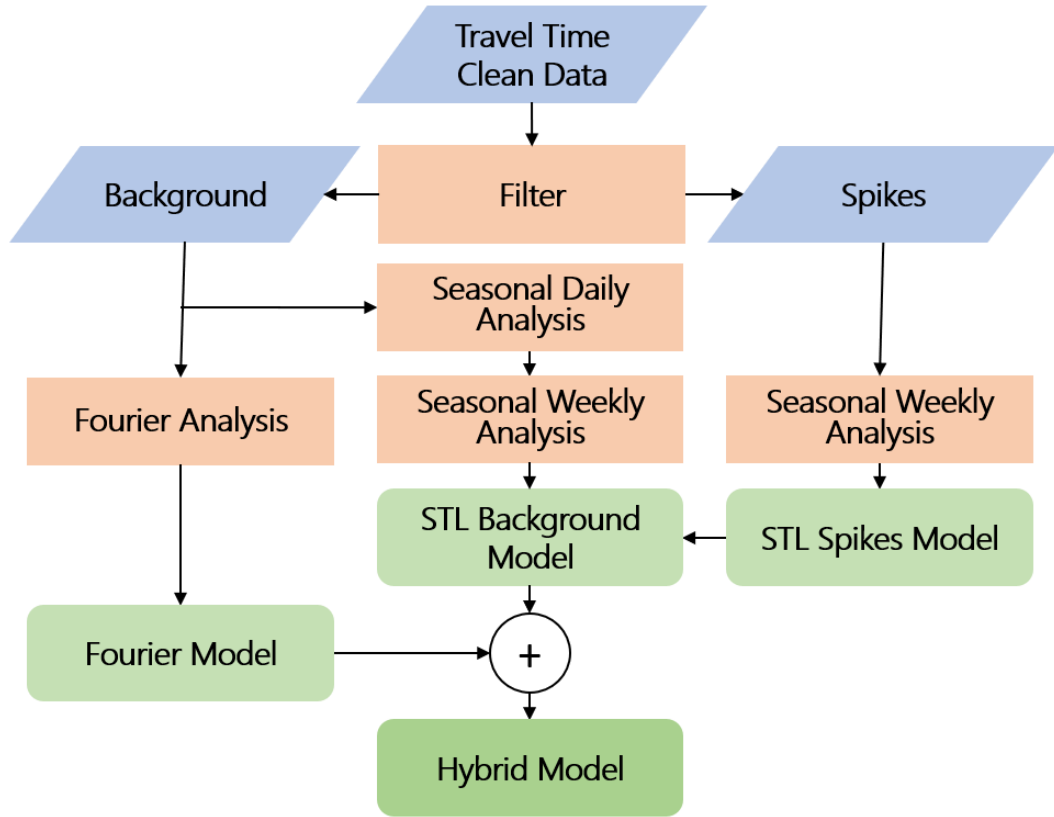 Travel Time
Clean Data
Background
Filter
Spikes
Seasonal Daily
Analysis
Fourier Analysis
Seasonal Weekly
Analysis
Seasonal Weekly
Analysis
STL Background
Model
STL Spikes Model
Fourier Model
+
Hybrid Model